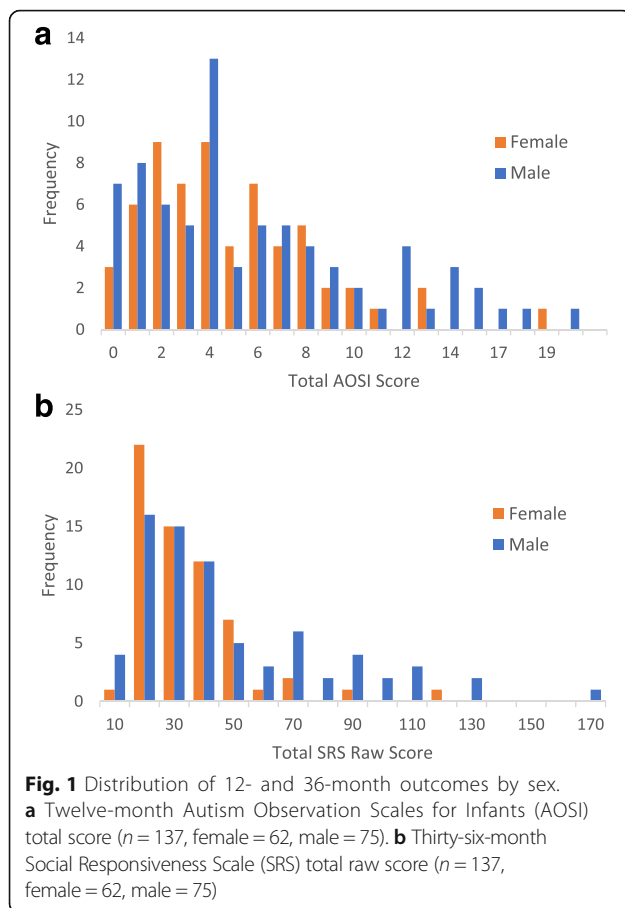 a
14
12
10
8
6
4
2
0
Frequency
Female
Male
0 2 4 6 8 10 12 14 17 19
Total AOSI Score
b
25
20
15
10
5
0
Frequency
Female
Male
10 30 50 70 90 110 130 150 170
Total SRS Raw Score
Fig. 1 Distribution of 12- and 36-month outcomes by sex.
a Twelve-month Autism Observation Scales for Infants (AOSI)
total score (n = 137, female = 62, male = 75). b Thirty-six-month
Social Responsiveness Scale (SRS) total raw score (n = 137,
female = 62, male = 75)